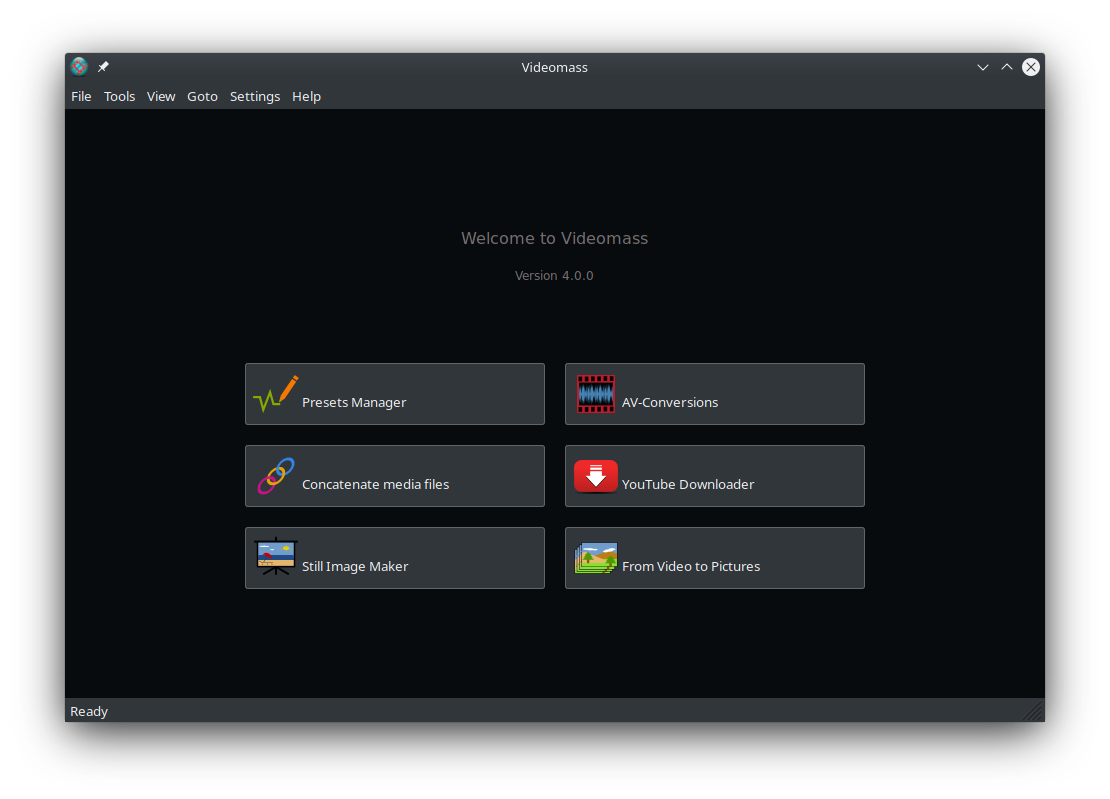 Videomass
File Tools View Goto Settings Help
Welcome to Videomass
Version 4.0.0
Presets Manager
AV-Conversions
Concatenate media files
YouTube Downloader
Still Image Maker
From Video to Pictures
Ready